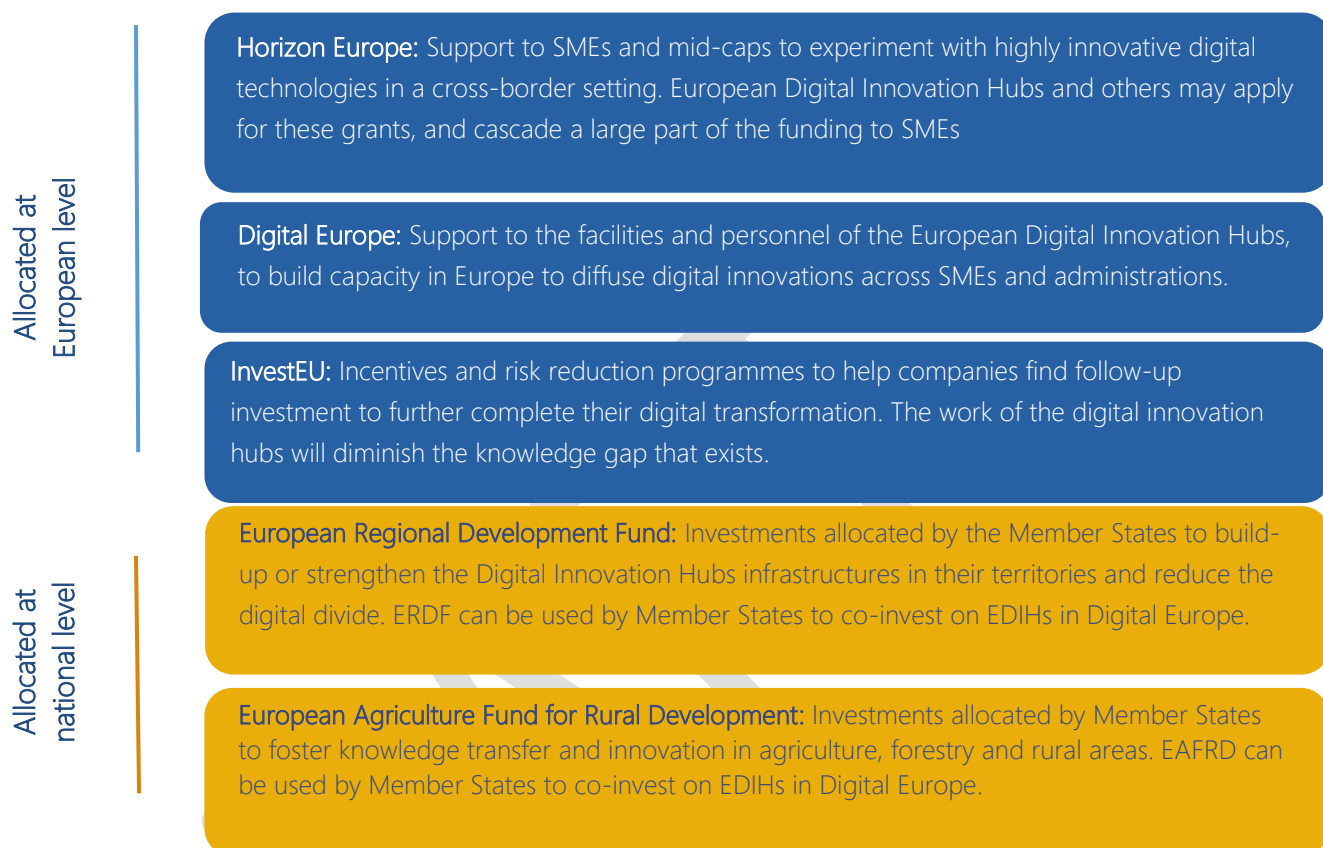 Allocated at
European level
Horizon Europe: Support to SMEs and mid-caps to experiment with highly innovative digital
technologies in a cross-border setting. European Digital Innovation Hubs and others may apply
for these grants, and cascade a large part of the funding to SMEs
Digital Europe: Support to the facilities and personnel of the European Digital Innovation Hubs,
to build capacity in Europe to diffuse digital innovations across SMEs and administrations.
InvestEU: Incentives and risk reduction programmes to help companies find follow-up
investment to further complete their digital transformation. The work of the digital innovation
hubs will diminish the knowledge gap that exists.
Allocated at
national level
European Regional Development Fund: Investments allocated by the Member States to build-
up or strengthen the Digital Innovation Hubs infrastructures in their territories and reduce the
digital divide. ERDF can be used by Member States to co-invest on EDIHs in Digital Europe.
European Agriculture Fund for Rural Development: Investments allocated by Member States
to foster knowledge transfer and innovation in agriculture, forestry and rural areas. EAFRD can
be used by Member States to co-invest on EDIHs in Digital Europe.